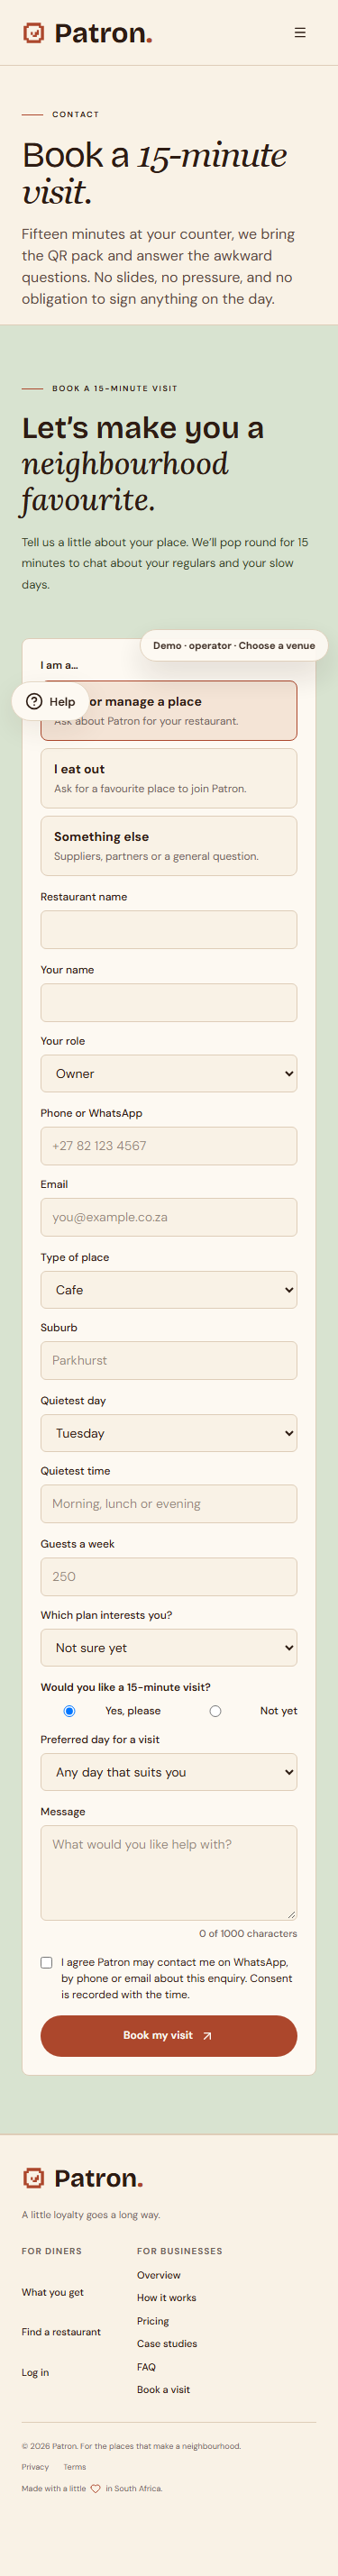 Patron.
CONTACT
Book a 15-minute
visit.
Fifteen minutes at your counter, we bring
the QR pack and answer the awkward
questions. No slides, no pressure, and no
obligation to sign anything on the day.
BOOK A 15-MINUTE VISIT
Let's make you a
neighbourhood
favourite.
Tell us a little about your place. We'll pop round for 15
minutes to chat about your regulars and your slow
days.
Demo · operator · Choose a venue
I am a...
Help
or manage a place
Ask about Patron for your restaurant.
I eat out
Ask for a favourite place to join Patron.
Something else
Suppliers, partners or a general question.
Restaurant name
Your name
Your role
Owner
Phone or WhatsApp
+27 82 123 4567
Email
you@example.co.za
Type of place
Cafe
Suburb
Parkhurst
Quietest day
Tuesday
Quietest time
Morning, lunch or evening
Guests a week
250
Which plan interests you?
Not sure yet
Would you like a 15-minute visit?
Yes, please Not yet
Preferred day for a visit
Any day that suits you
Message
What would you like help with?
0 of 1000 characters
I agree Patron may contact me on WhatsApp,
by phone or email about this enquiry. Consent
is recorded with the time.
Book my visit
Patron.
A little loyalty goes a long way.
FOR DINERS
What you get
Find a restaurant
Log in
FOR BUSINESSES
Overview
How it works
Pricing
Case studies
FAQ
Book a visit
© 2026 Patron. For the places that make a neighbourhood.
Privacy Terms
Made with a little in South Africa.